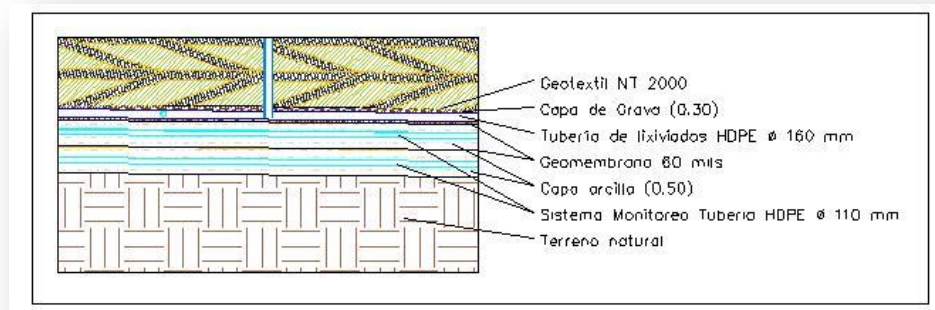 Geotextil NT 2000
Capa de Grava (0.30)
Tubería de lixiviados HDPE ø 160 mm
Geomembrana 60 mils
Capa arcilla (0.50)
Sistema Monitoreo Tuberia HDPE ø 110 mm
Terreno natural